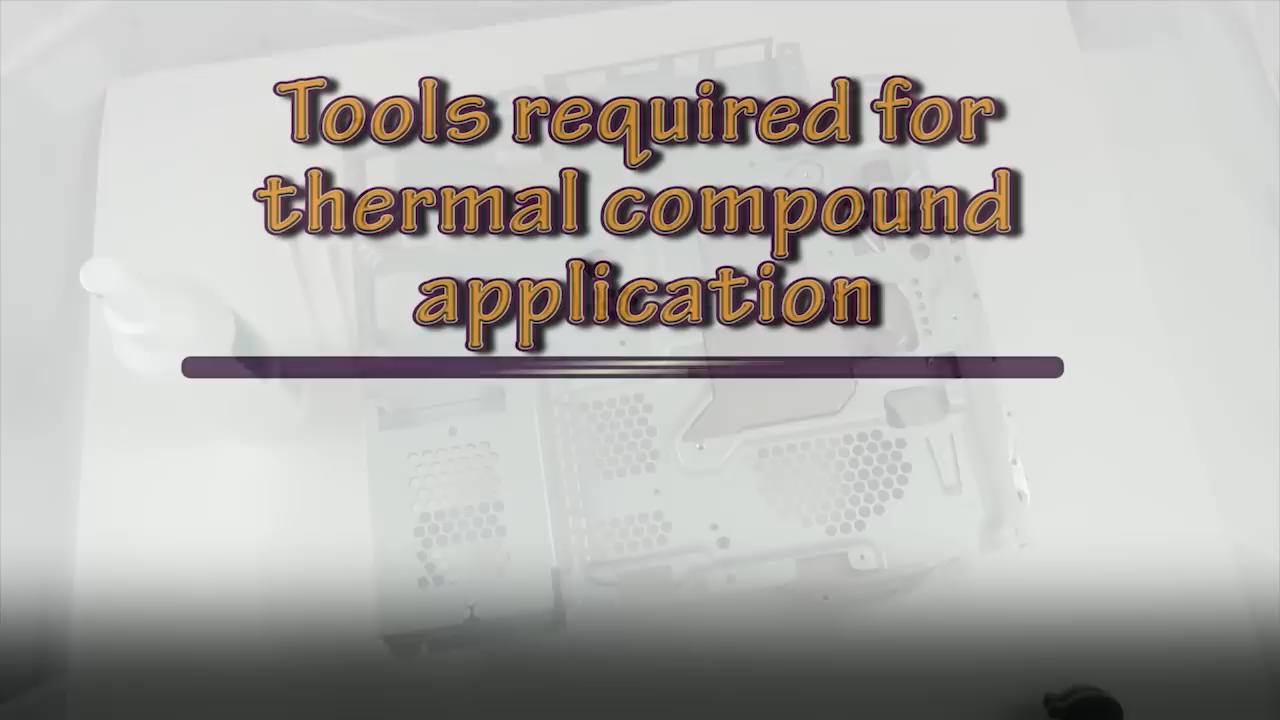 Tools required for
thermal compound
application